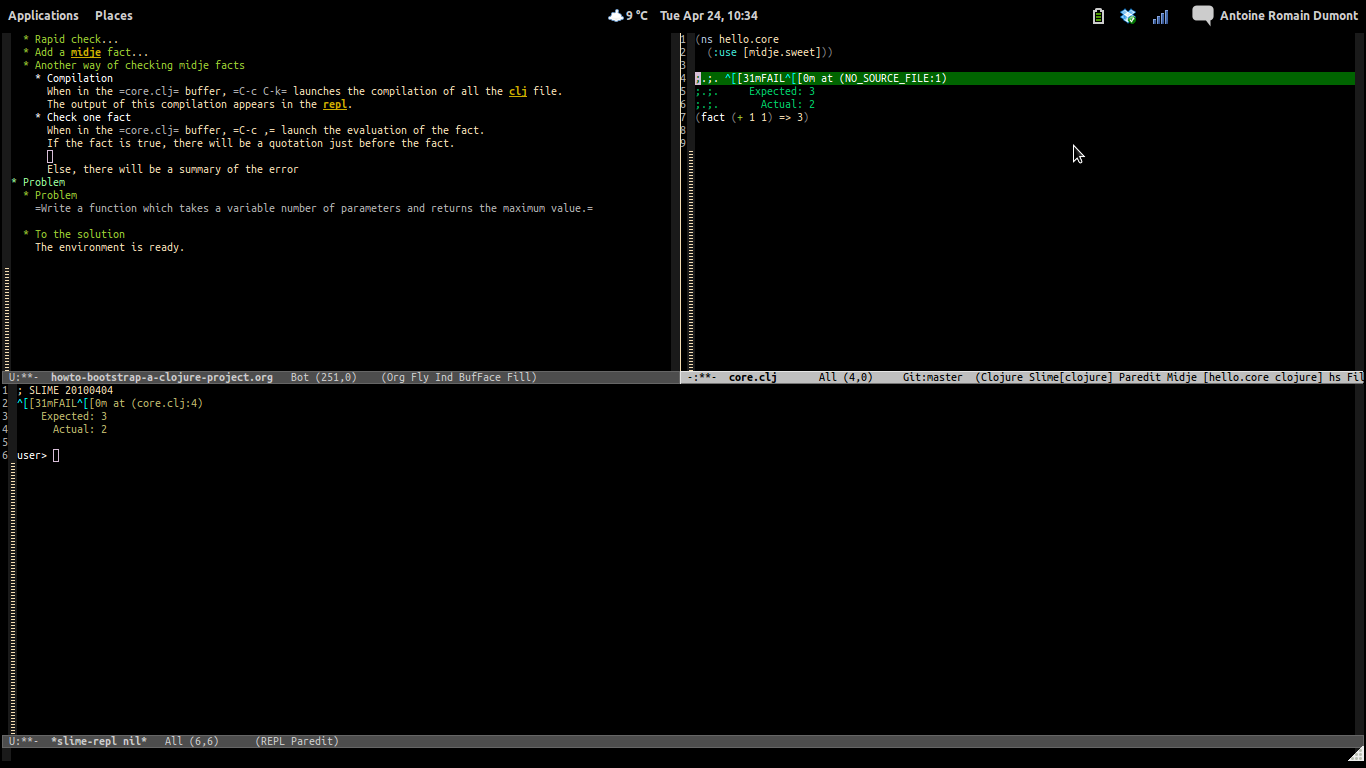 Applications Places 9 °C Tue Apr 24, 10:34 Antoine Romain Dumont
* Rapid check...
* Add a midje fact...
* Another way of checking midje facts
* Compilation
When in the =core.clj= buffer, =C-c C-k= launches the compilation of all the clj file.
The output of this compilation appears in the repl.
* Check one fact
When in the =core.clj= buffer, =C-c ,= launch the evaluation of the fact.
If the fact is true, there will be a quotation just before the fact.
Else, there will be a summary of the error
* Problem
* Problem
=Write a function which takes a variable number of parameters and returns the maximum value.=
* To the solution
The environment is ready.
U:**- howto-bootstrap-a-clojure-project.org Bot (251,0) (Org Fly Ind BufFace Fill)
1 (ns hello.core
2 (:use [midje.sweet]))
3
4 ;.;. ^[[31mFAIL^[[0m at (NO_SOURCE_FILE:1)
5 ;.;. Expected: 3
6 ;.;. Actual: 2
7 (fact (+ 1 1) => 3)
8
9
-:**- core.clj All (4,0) Git:master (Clojure Slime[clojure] Paredit Midje [hello.core clojure] hs Fil
1 ; SLIME 20100404
2 ^[[31mFAIL^[[0m at (core.clj:4)
3 Expected: 3
4 Actual: 2
5
6 user>
U:**- *slime-repl nil* All (6,6) (REPL Paredit)